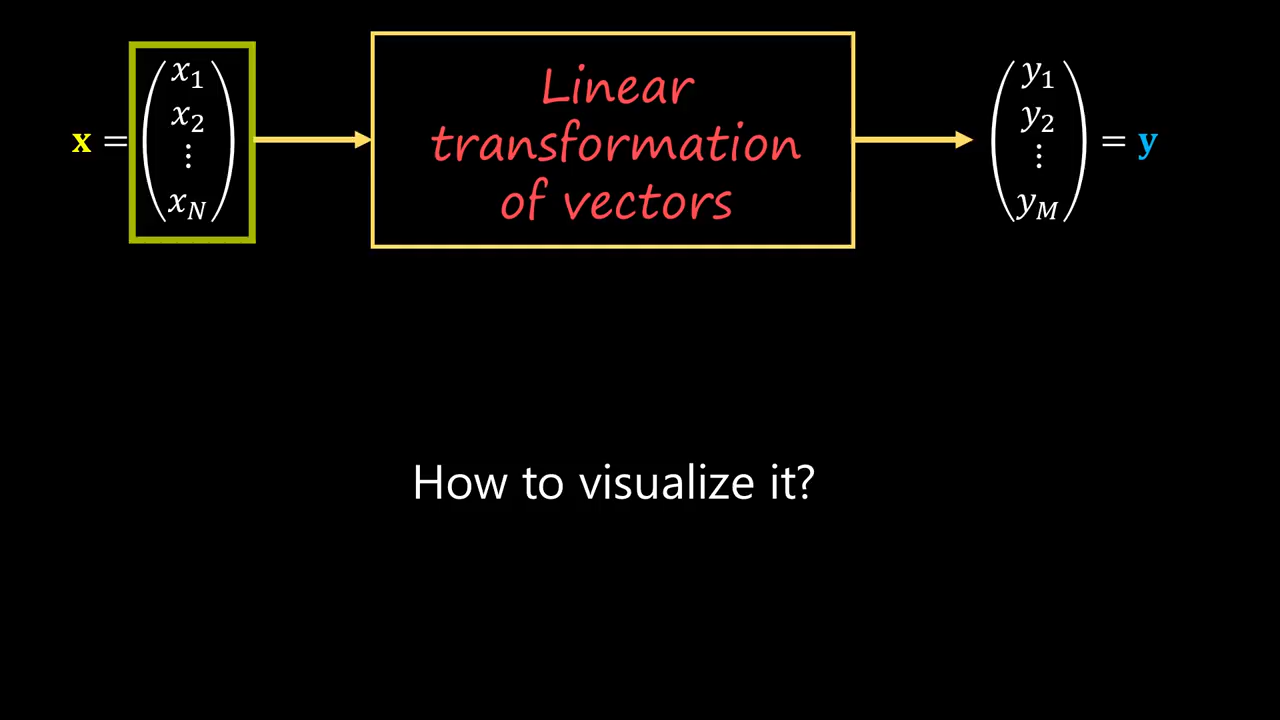 x = (x₁ x₂ ⋮ x_N)
Linear
transformation
of vectors
(y₁ y₂ ⋮ y_M) = y
How to visualize it?